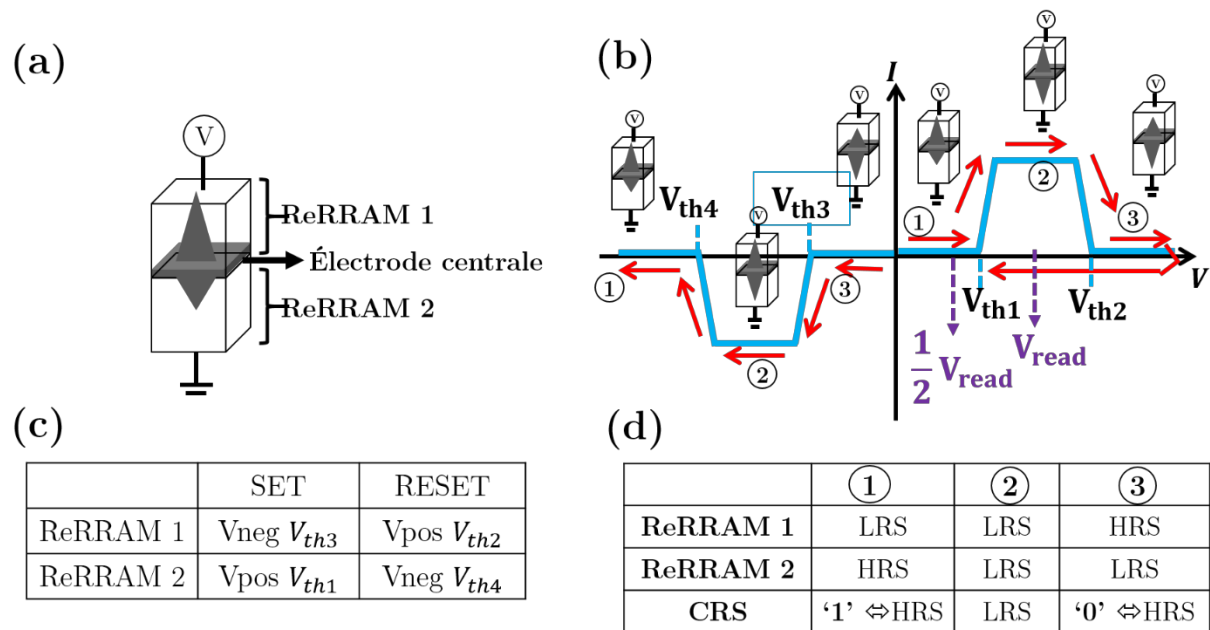 (a)
V
ReRRAM 1
Électrode centrale
ReRRAM 2
(b)
I
V
V
V
V
V
V
Vth4
Vth3
1
2
3
1
2
3
V
Vth1
Vth2
1/2 Vread
Vread
(c)
SET RESET
ReRRAM 1 Vneg Vth3 Vpos Vth2
ReRRAM 2 Vpos Vth1 Vneg Vth4
(d)
1 2 3
ReRRAM 1 LRS LRS HRS
ReRRAM 2 HRS LRS LRS
CRS ‘1’ ⇔HRS LRS ‘0’ ⇔HRS